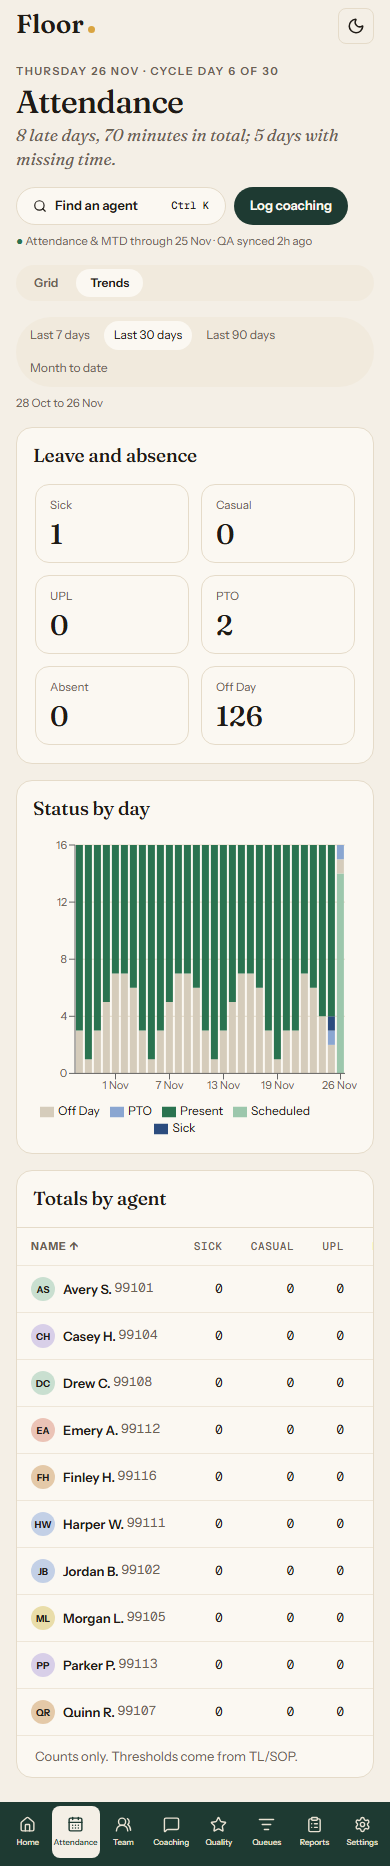 Floor.
THURSDAY 26 NOV · CYCLE DAY 6 OF 30
Attendance
8 late days, 70 minutes in total; 5 days with
missing time.
Find an agent Ctrl K Log coaching
Attendance & MTD through 25 Nov · QA synced 2h ago
Grid Trends
Last 7 days Last 30 days Last 90 days
Month to date
28 Oct to 26 Nov
Leave and absence
Sick Casual
1 0
UPL PTO
0 2
Absent Off Day
0 126
Status by day
16
12
8
4
0
1 Nov 7 Nov 13 Nov 19 Nov 26 Nov
Off Day PTO Present Scheduled
Sick
Totals by agent
NAME ↑ SICK CASUAL UPL
AS Avery S. 99101 0 0 0
CH Casey H. 99104 0 0 0
DC Drew C. 99108 0 0 0
EA Emery A. 99112 0 0 0
FH Finley H. 99116 0 0 0
HW Harper W. 99111 0 0 0
JB Jordan B. 99102 0 0 0
ML Morgan L. 99105 0 0 0
PP Parker P. 99113 0 0 0
QR Quinn R. 99107 0 0 0
Counts only. Thresholds come from TL/SOP.
Home Attendance Team Coaching Quality Queues Reports Settings